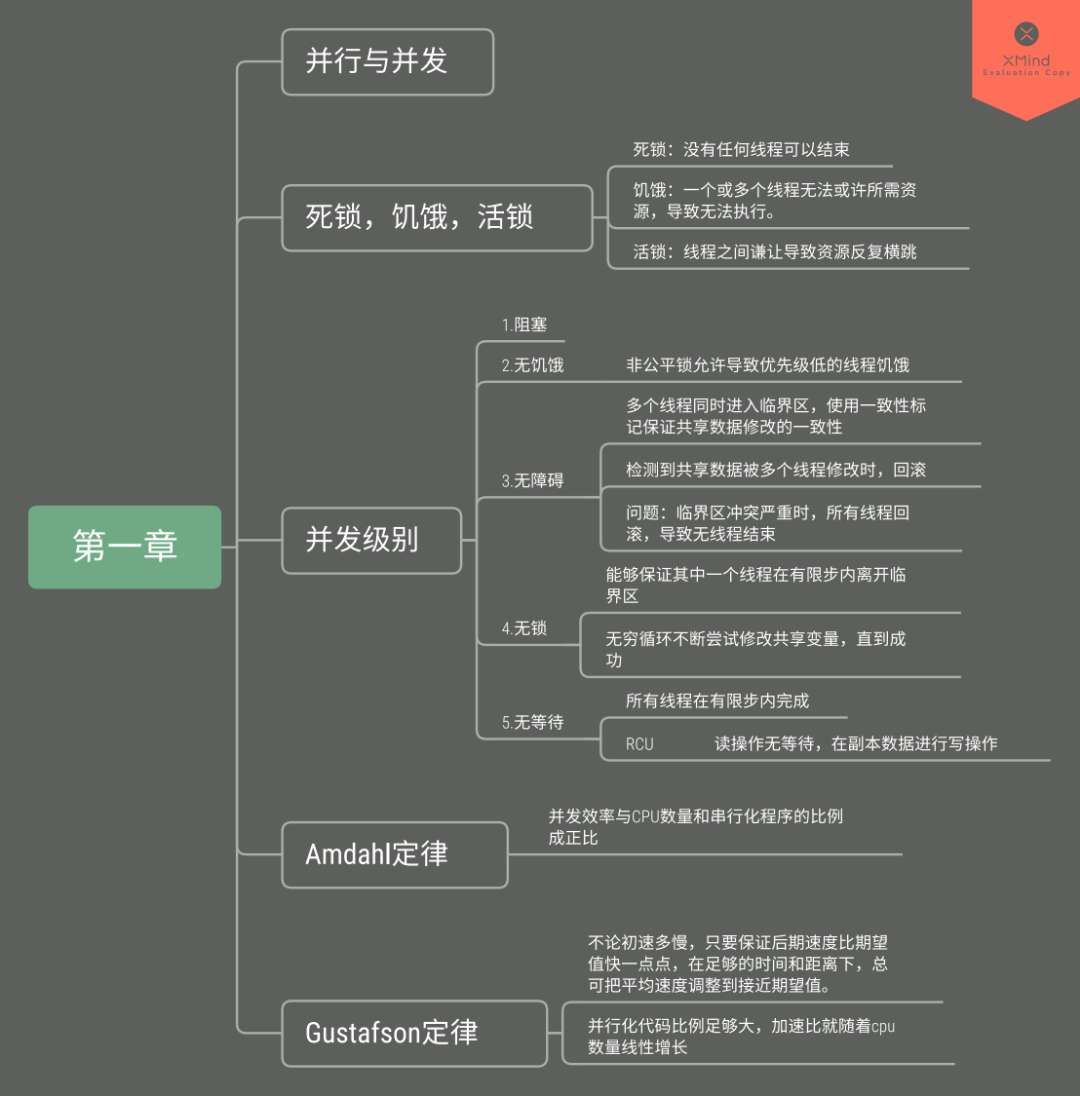 XMind
Evaluation Copy
第一章
并行与并发
死锁，饥饿，活锁
死锁：没有任何线程可以结束
饥饿：一个或多个线程无法或许所需资
源，导致无法执行。
活锁：线程之间谦让导致资源反复横跳
并发级别
1.阻塞
2.无饥饿
非公平锁允许导致优先级低的线程饥饿
3.无障碍
多个线程同时进入临界区，使用一致性标
记保证共享数据修改的一致性
检测到共享数据被多个线程修改时，回滚
问题：临界区冲突严重时，所有线程回
滚，导致无线程结束
4.无锁
能够保证其中一个线程在有限步内离开临
界区
无穷循环不断尝试修改共享变量，直到成
功
5.无等待
所有线程在有限步内完成
RCU
读操作无等待，在副本数据进行写操作
Amdahl定律
并发效率与CPU数量和串行化程序的比例
成正比
Gustafson定律
不论初速多慢，只要保证后期速度比期望
值快一点点，在足够的时间和距离下，总
可把平均速度调整到接近期望值。
并行化代码比例足够大，加速比就随着cpu
数量线性增长